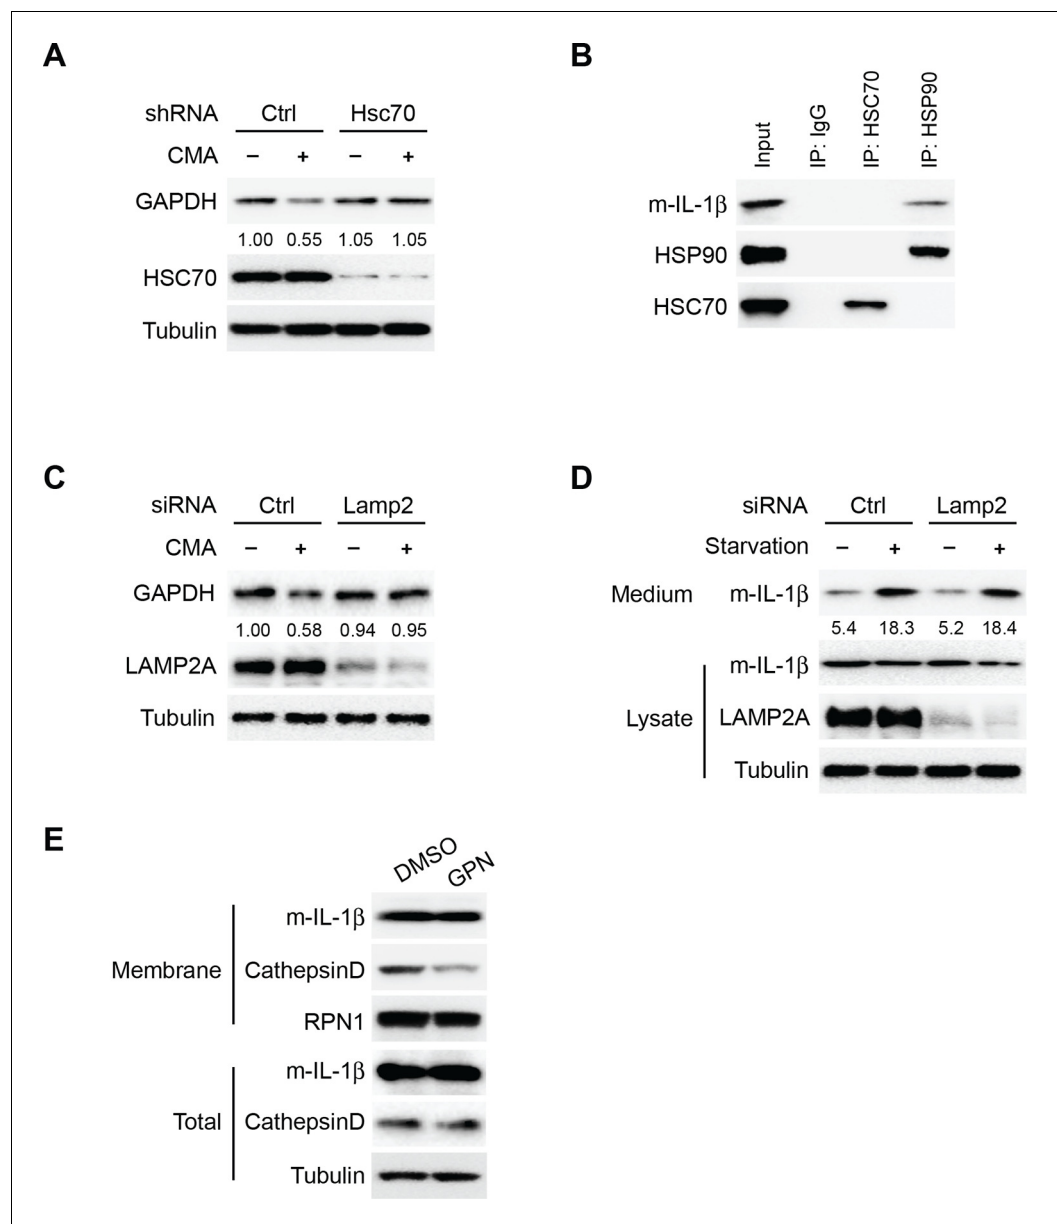 A
shRNA Ctrl Hsc70
CMA – + – +
GAPDH
1.00 0.55 1.05 1.05
HSC70
Tubulin
B
Input IP: IgG IP: HSC70 IP: HSP90
m-IL-1β
HSP90
HSC70
C
siRNA Ctrl Lamp2
CMA – + – +
GAPDH
1.00 0.58 0.94 0.95
LAMP2A
Tubulin
D
siRNA Ctrl Lamp2
Starvation – + – +
Medium m-IL-1β
5.4 18.3 5.2 18.4
m-IL-1β
Lysate LAMP2A
Tubulin
E
DMSO GPN
m-IL-1β
Membrane CathepsinD
RPN1
m-IL-1β
Total CathepsinD
Tubulin